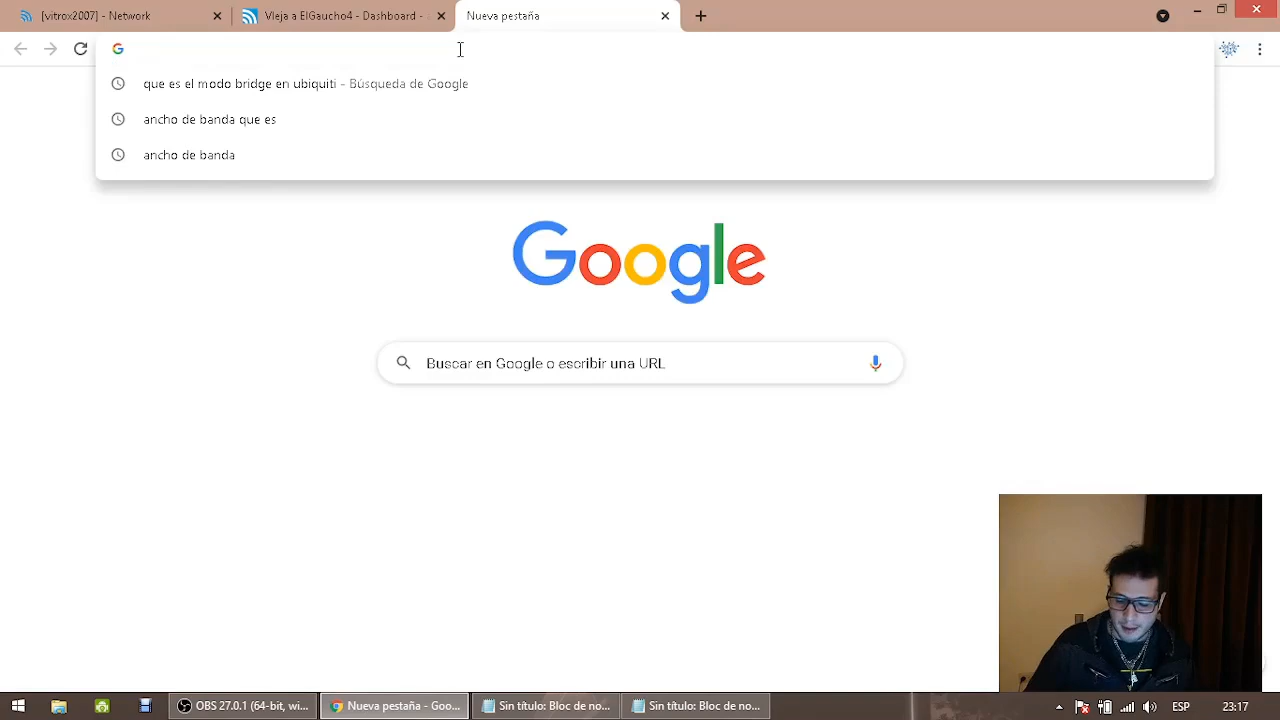 [vitrox2007] - Network
Vieja a ElGaucho4 - Dashboard -
Nueva pestaña
que es el modo bridge en ubiquiti - Búsqueda de Google
ancho de banda que es
ancho de banda
Google
Buscar en Google o escribir una URL
OBS 27.0.1 (64-bit, wi...
Nueva pestaña - Goo...
Sin título: Bloc de no...
Sin título: Bloc de no...
ESP
23:17